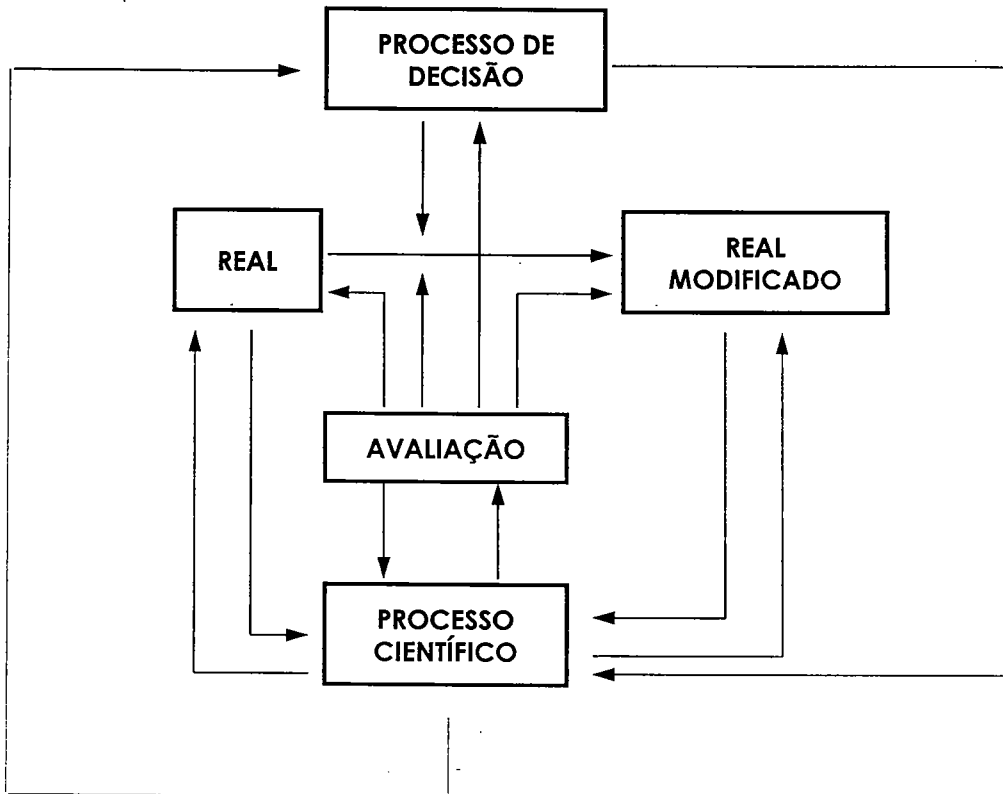 PROCESSO DE
DECISÃO
REAL
REAL
MODIFICADO
AVALIAÇÃO
PROCESSO
CIENTÍFICO